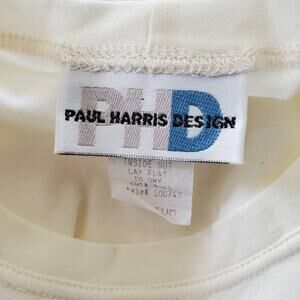 PHD
PAUL HARRIS DESIGN
INSIDE OUT
LAY FLAT
TO DRY